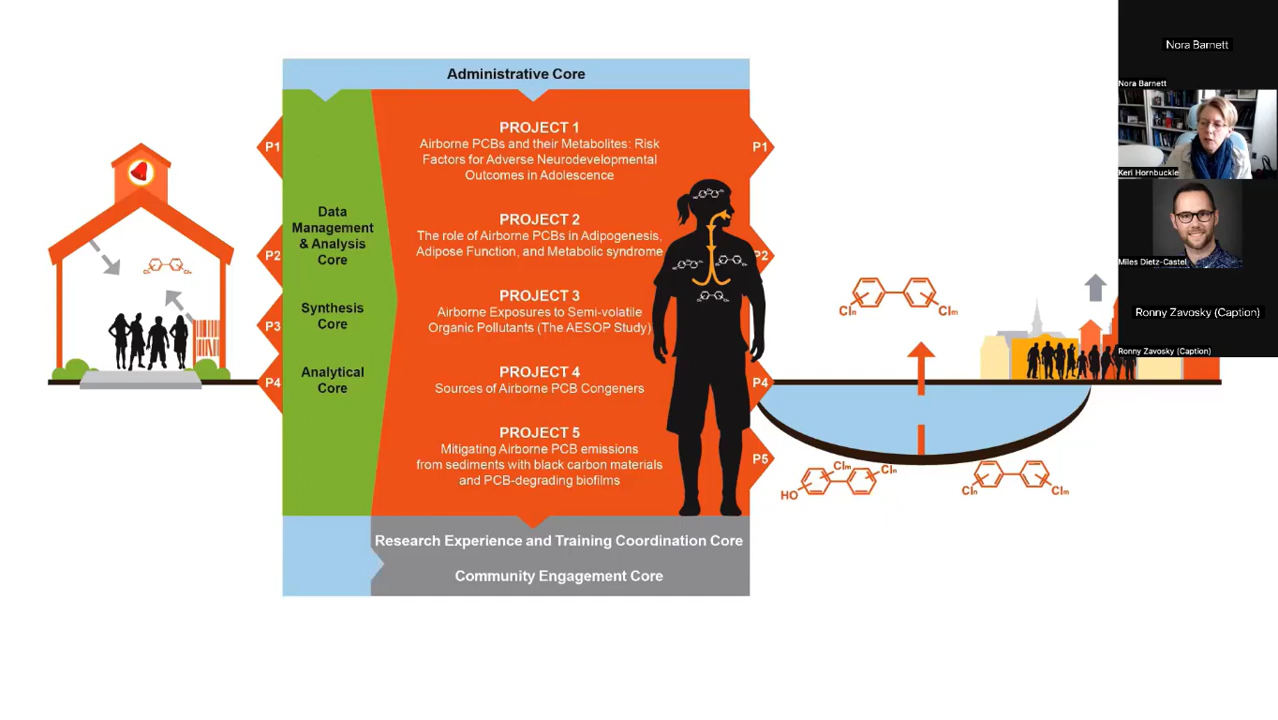 Administrative Core
P1
P2
P3
P4
Data
Management
& Analysis
Core
Synthesis
Core
Analytical
Core
PROJECT 1
Airborne PCBs and their Metabolites: Risk
Factors for Adverse Neurodevelopmental
Outcomes in Adolescence
PROJECT 2
The role of Airborne PCBs in Adipogenesis,
Adipose Function, and Metabolic syndrome
PROJECT 3
Airborne Exposures to Semi-volatile
Organic Pollutants (The AESOP Study)
PROJECT 4
Sources of Airborne PCB Congeners
PROJECT 5
Mitigating Airborne PCB emissions
from sediments with black carbon materials
and PCB-degrading biofilms
P1
P2
P4
P5
Research Experience and Training Coordination Core
Community Engagement Core
Cln
Clm
HO
Clm
Cln
Cln
Clm
Nora Barnett
Nora Barnett
Keri Hornbuckle
Miles Dietz-Castel
Ronny Zavosky (Caption)
Ronny Zavosky (Caption)